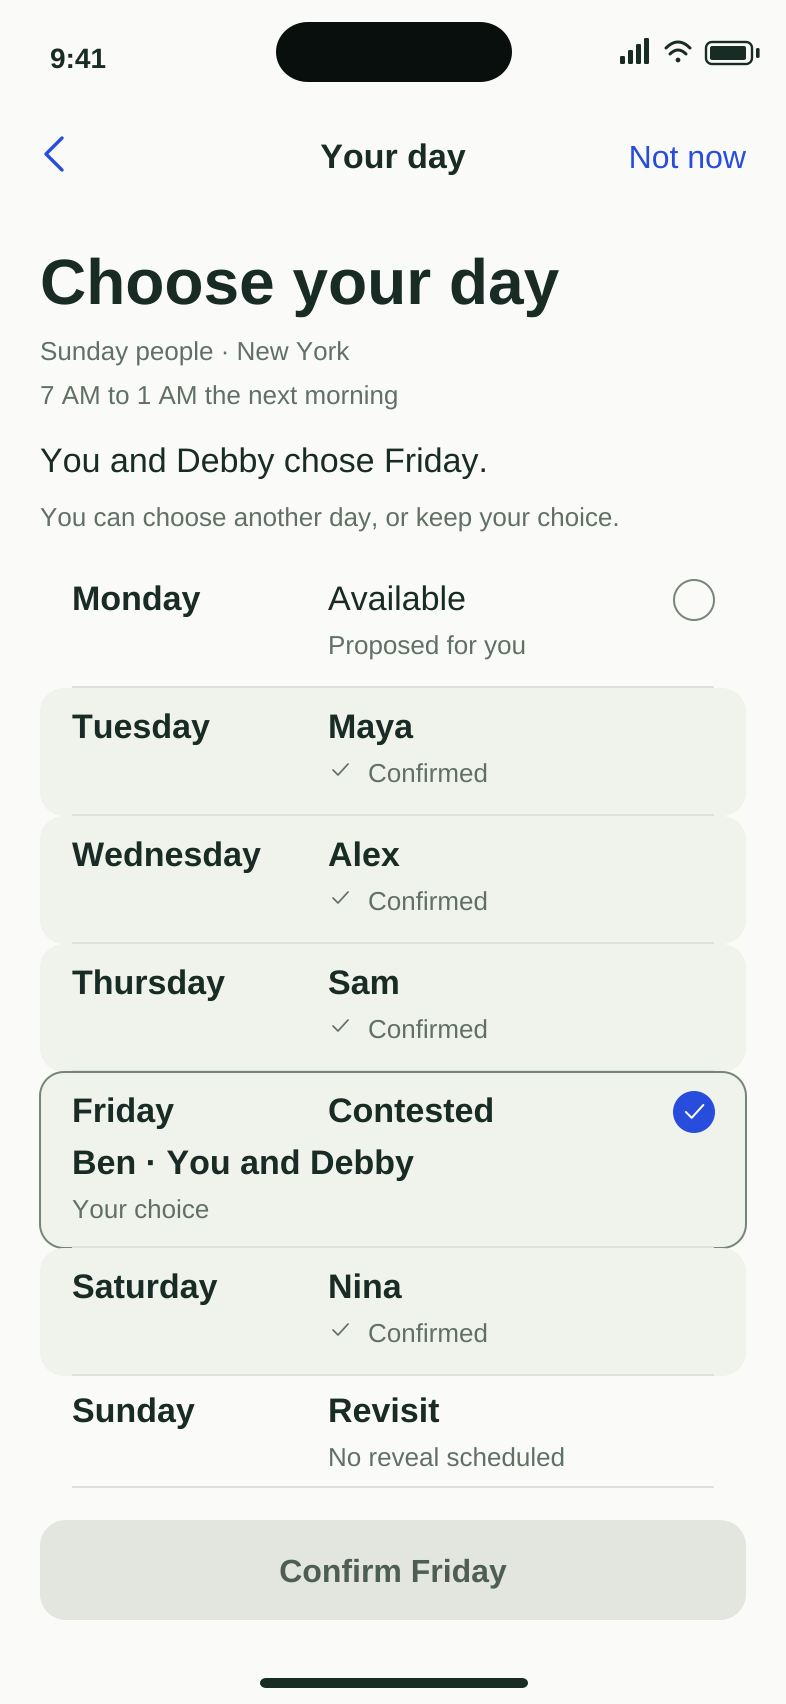 9:41
Your day
Not now
Choose your day
Sunday people · New York
7 AM to 1 AM the next morning
You and Debby chose Friday.
You can choose another day, or keep your choice.
Monday Available
Proposed for you
Tuesday Maya
Confirmed
Wednesday Alex
Confirmed
Thursday Sam
Confirmed
Friday Contested
Ben · You and Debby
Your choice
Saturday Nina
Confirmed
Sunday Revisit
No reveal scheduled
Confirm Friday